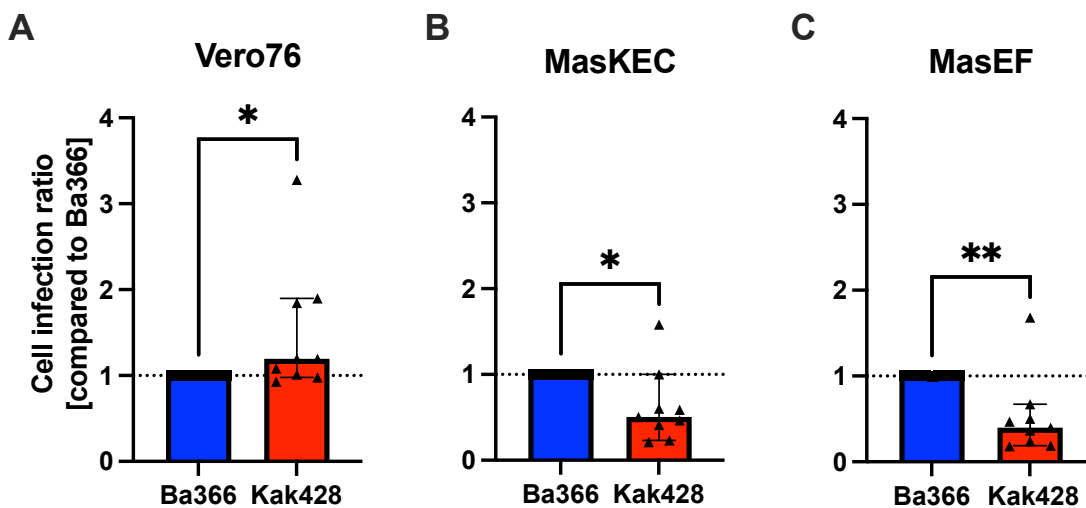 A
Vero76
Cell infection ratio
[compared to Ba366]
4
3
2
1
0
*
Ba366 Kak428
B
MasKEC
4
3
2
1
0
*
Ba366 Kak428
C
MasEF
4
3
2
1
0
**
Ba366 Kak428